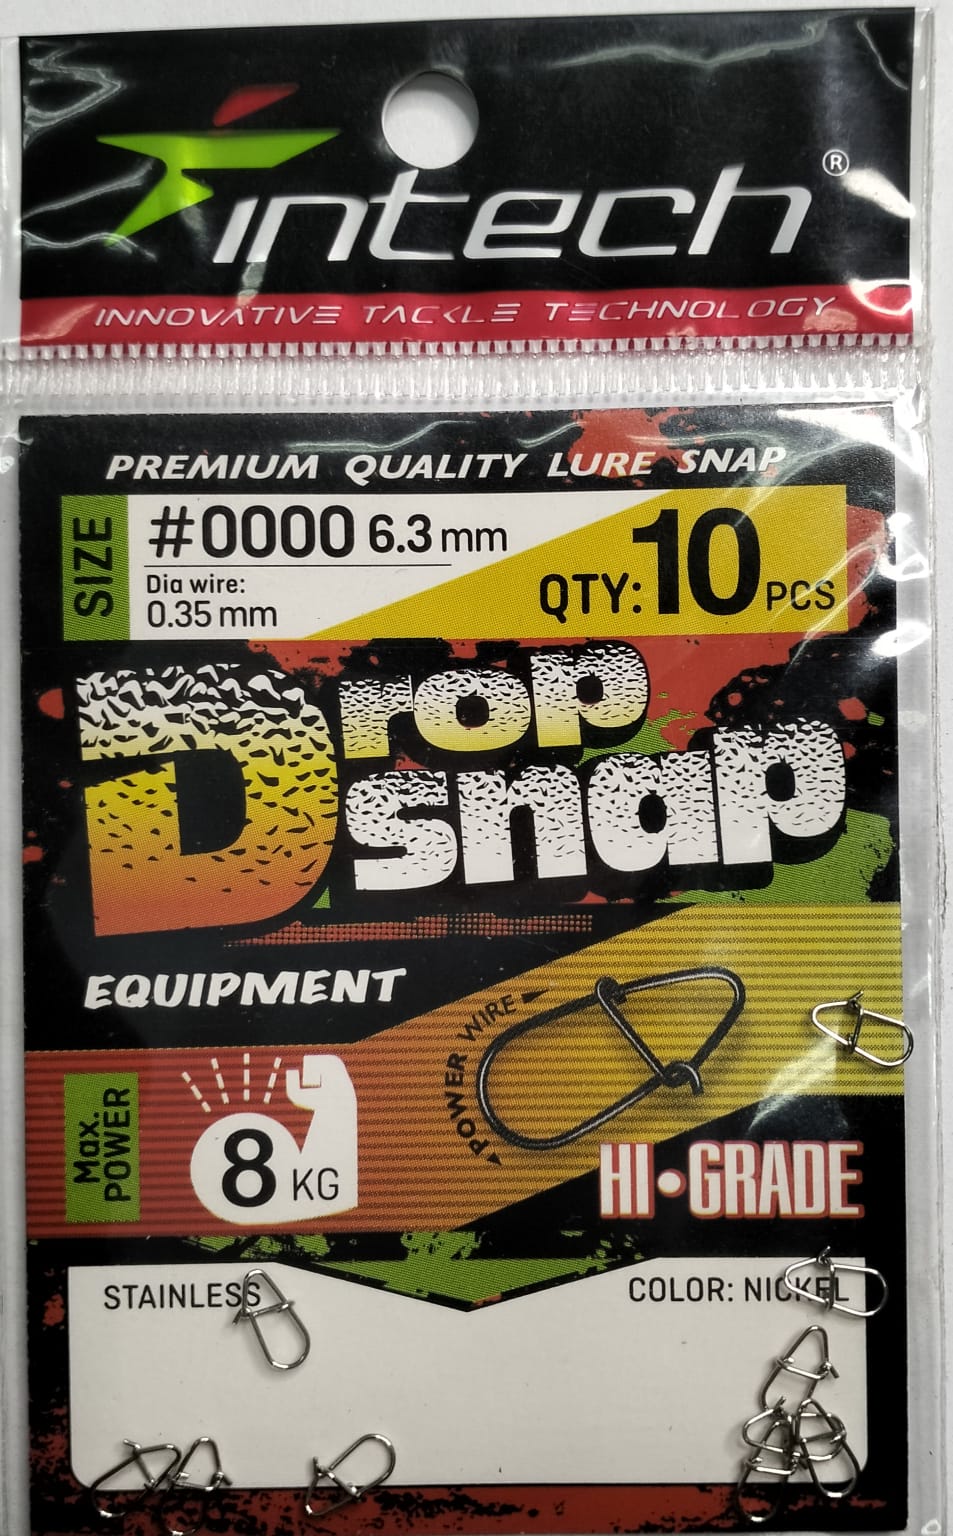 Intech®
INNOVATIVE TACKLE TECHNOLOGY
PREMIUM QUALITY LURE SNAP
SIZE
#0000 6.3 mm
Dia wire:
0.35 mm
QTY: 10 PCS
Drop
snap
EQUIPMENT
POWER WIRE
Max.
POWER
8 KG
HI•GRADE
STAINLESS
COLOR: NICKEL